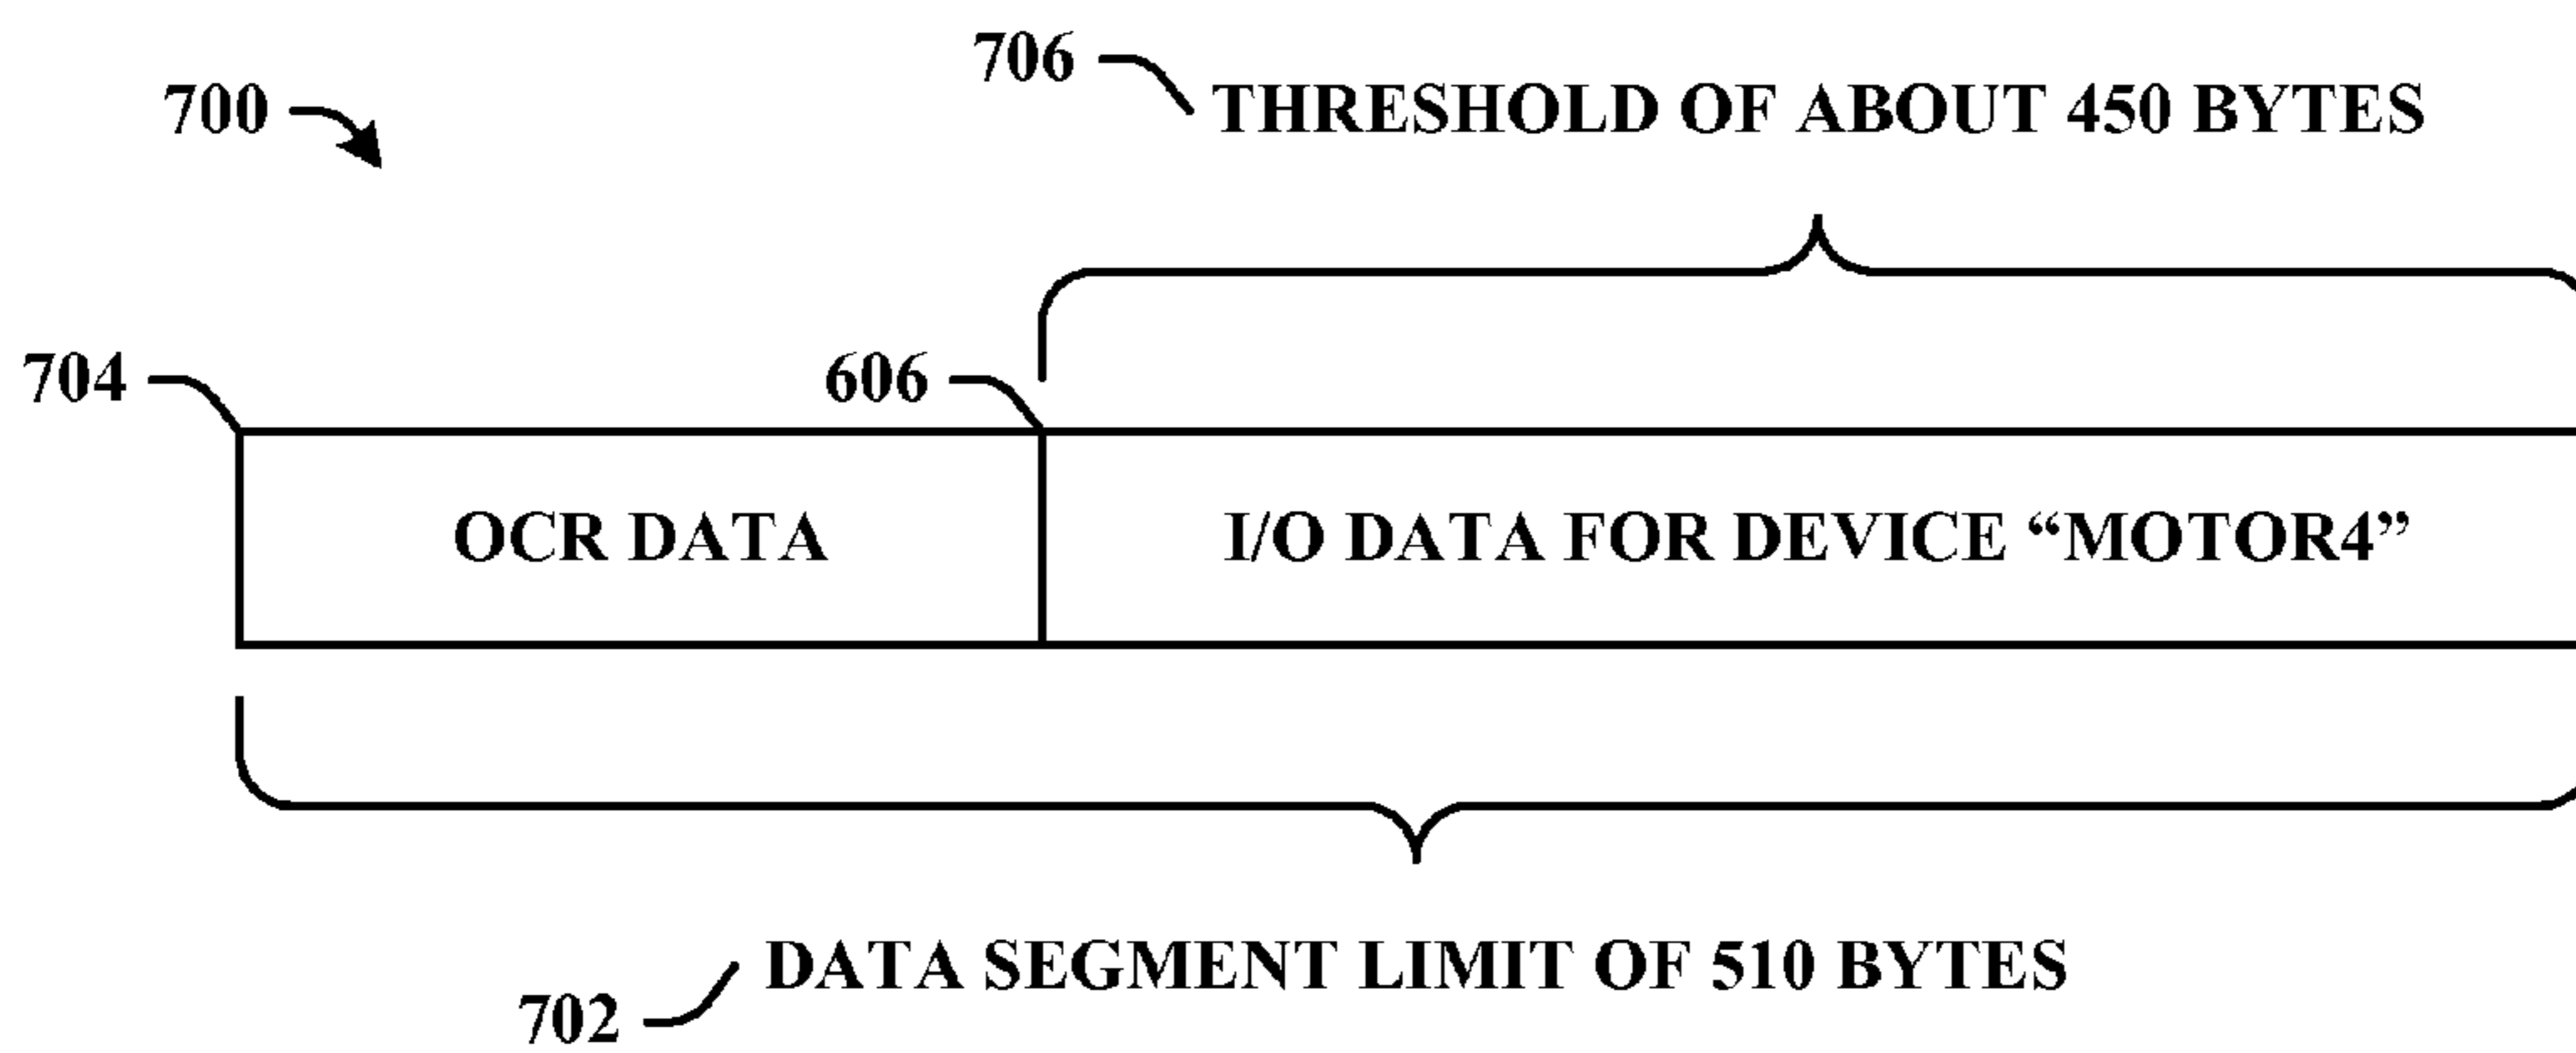 706
700
THRESHOLD OF ABOUT 450 BYTES
704
606
OCR DATA
I/O DATA FOR DEVICE “MOTOR4”
DATA SEGMENT LIMIT OF 510 BYTES
702